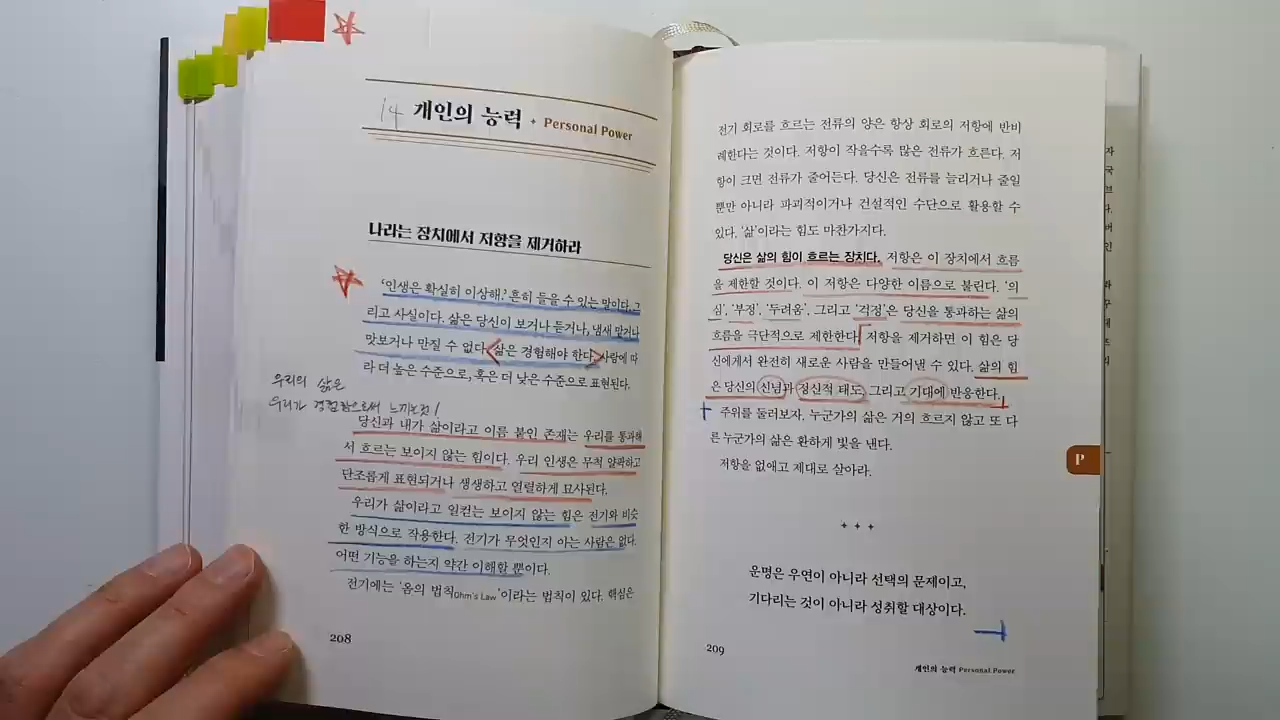 14 개인의 능력 + Personal Power
나라는 장치에서 저항을 제거하라
'인생은 확실히 이상해.' 흔히 들을 수 있는 말이다. 그
리고 사실이다. 삶은 당신이 보거나 듣거나, 냄새 맡거나
맛보거나 만질 수 없다. <삶은 경험해야 한다.> 사람에 따
라 더 높은 수준으로, 혹은 더 낮은 수준으로 표현된다.
우리의 삶은
우리가 경험함으로써 느끼는것!
당신과 내가 삶이라고 이름 붙인 존재는 우리를 통과해
서 흐르는 보이지 않는 힘이다. 우리 인생은 무척 얄팍하고
단조롭게 표현되거나 생생하고 열렬하게 묘사된다.
우리가 삶이라고 일컫는 보이지 않는 힘은 전기와 비슷
한 방식으로 작용한다. 전기가 무엇인지 아는 사람은 없다.
어떤 기능을 하는지 약간 이해할 뿐이다.
전기에는 '옴의 법칙Ohm's Law'이라는 법칙이 있다. 핵심은
208
전기 회로를 흐르는 전류의 양은 항상 회로의 저항에 반비
례한다는 것이다. 저항이 작을수록 많은 전류가 흐른다. 저
항이 크면 전류가 줄어든다. 당신은 전류를 늘리거나 줄일
뿐만 아니라 파괴적이거나 건설적인 수단으로 활용할 수
있다. '삶'이라는 힘도 마찬가지다.
당신은 삶의 힘이 흐르는 장치다. 저항은 이 장치에서 흐름
을 제한할 것이다. 이 저항은 다양한 이름으로 불린다. '의
심', '부정', '두려움', 그리고 '걱정'은 당신을 통과하는 삶의
흐름을 극단적으로 제한한다. 저항을 제거하면 이 힘은 당
신에게서 완전히 새로운 사람을 만들어낼 수 있다. 삶의 힘
은 당신의 신념과 정신적 태도, 그리고 기대에 반응한다.
주위를 둘러보자. 누군가의 삶은 거의 흐르지 않고 또 다
른 누군가의 삶은 환하게 빛을 낸다.
저항을 없애고 제대로 살아라.
+++
운명은 우연이 아니라 선택의 문제이고,
기다리는 것이 아니라 성취할 대상이다.
209
개인의 능력 Personal Power
P